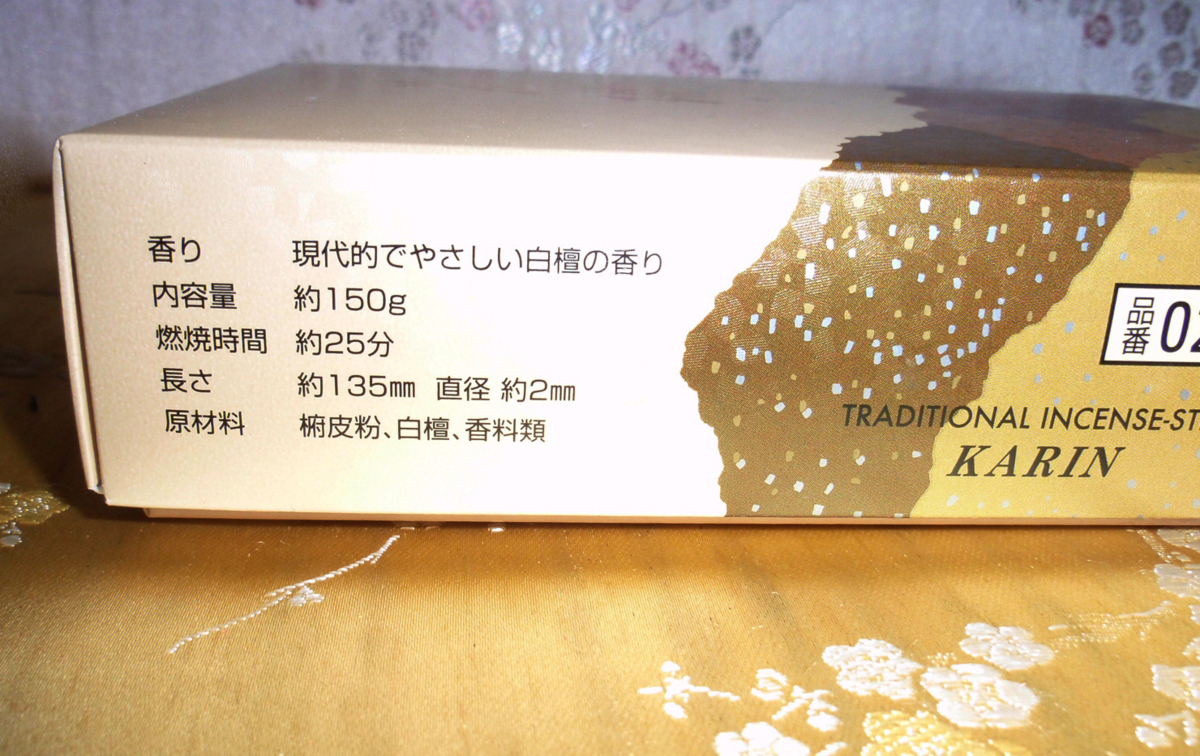 香り 現代的でやさしい白檀の香り
内容量 約150g
燃焼時間 約25分
長さ 約135㎜ 直径 約2㎜
原材料 椨皮粉、白檀、香料類
品番
TRADITIONAL INCENSE-ST
KARIN